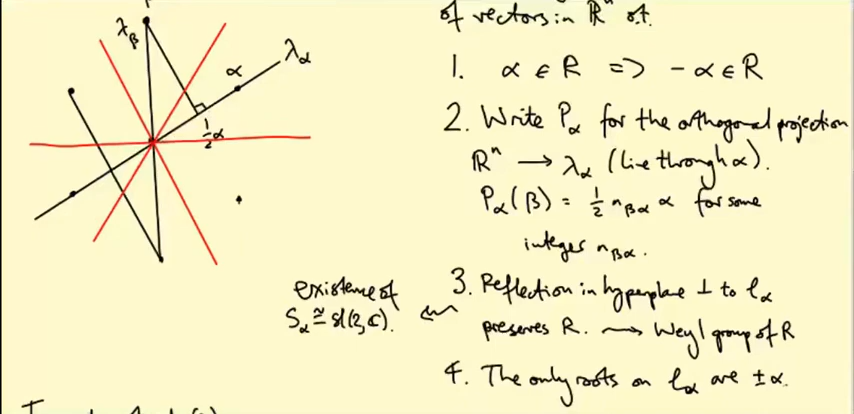 of vectors in ℝⁿ s.t.
λ_β
λ_α
α
½α
1. α ∈ R ⇒ -α ∈ R
2. Write P_α for the orthogonal projection
ℝⁿ → λ_α (line through α).
P_α(β) = ½ n_βα α for some
integer n_βα.
existence of
S_α ≅ sl(2,C).
3. Reflection in hyperplane ⊥ to l_α
preserves R. ⟶ Weyl group of R
4. The only roots on l_α are ±α.